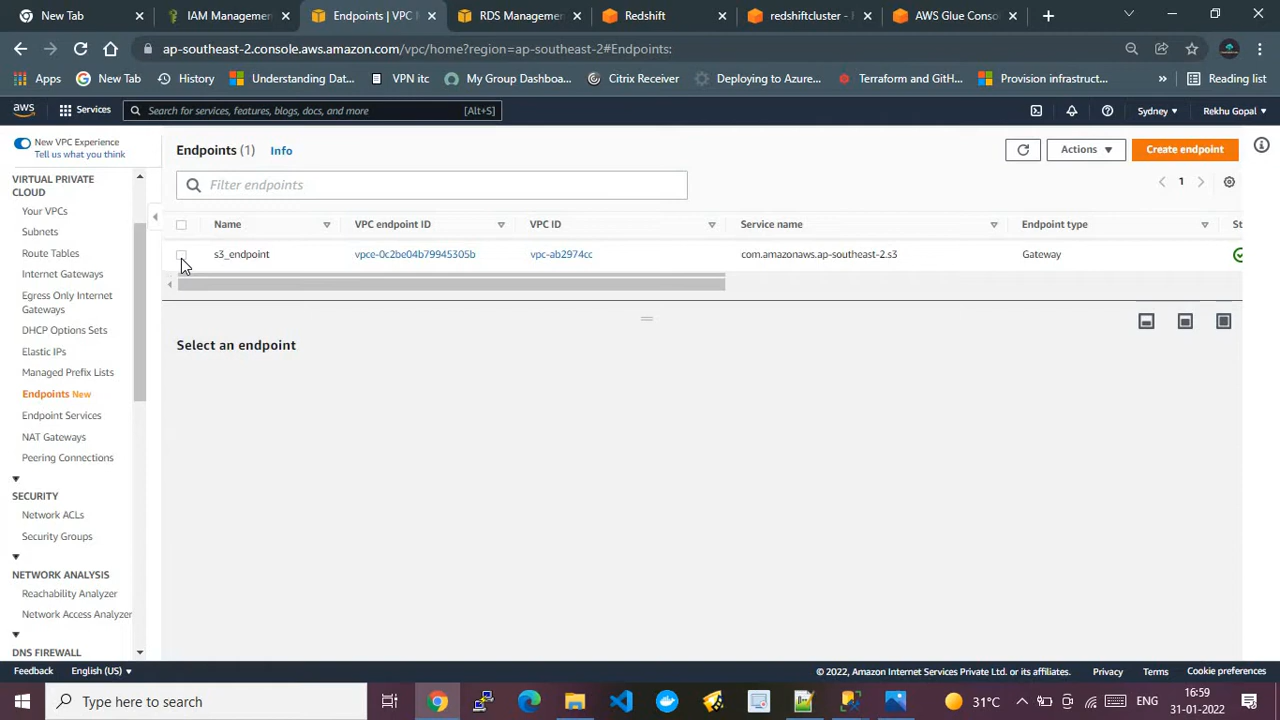 New Tab
IAM Management
Endpoints | VPC
RDS Management
Redshift
redshiftcluster -
AWS Glue Conso
ap-southeast-2.console.aws.amazon.com/vpc/home?region=ap-southeast-2#Endpoints:
Apps
New Tab
History
Understanding Dat...
VPN itc
My Group Dashboa...
Citrix Receiver
Deploying to Azure...
Terraform and GitH...
Provision infrastruct...
»
Reading list
aws
Services
Search for services, features, blogs, docs, and more
[Alt+S]
Sydney
Rekhu Gopal
New VPC Experience
Tell us what you think
VIRTUAL PRIVATE
CLOUD
Your VPCs
Subnets
Route Tables
Internet Gateways
Egress Only Internet
Gateways
DHCP Options Sets
Elastic IPs
Managed Prefix Lists
Endpoints New
Endpoint Services
NAT Gateways
Peering Connections
SECURITY
Network ACLs
Security Groups
NETWORK ANALYSIS
Reachability Analyzer
Network Access Analyzer
DNS FIREWALL
Endpoints (1)
Info
Actions
Create endpoint
Filter endpoints
1
Name
VPC endpoint ID
VPC ID
Service name
Endpoint type
St
s3_endpoint
vpce-0c2be04b79945305b
vpc-ab2974cc
com.amazonaws.ap-southeast-2.s3
Gateway
Select an endpoint
Feedback
English (US)
© 2022, Amazon Internet Services Private Ltd. or its affiliates.
Privacy
Terms
Cookie preferences
Type here to search
31°C
ENG
16:59
31-01-2022